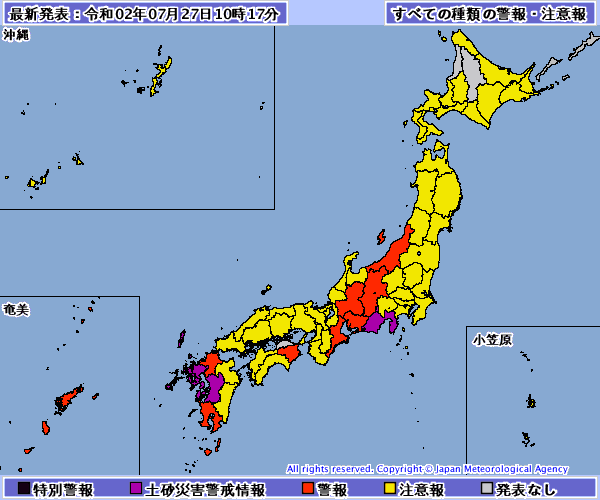 最新発表：令和02年07月27日10時17分
すべての種類の警報・注意報
沖縄
奄美
小笠原
All rights reserved. Copyright © Japan Meteorological Agency
特別警報 土砂災害警戒情報 警報 注意報 発表なし